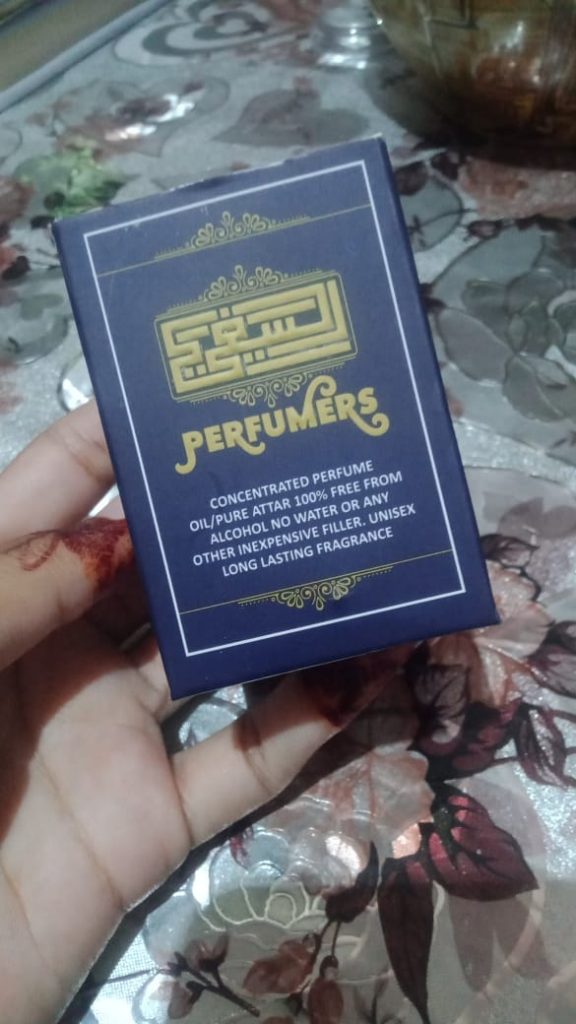 PERFUMERS
CONCENTRATED PERFUME
OIL/PURE ATTAR 100% FREE FROM
ALCOHOL NO WATER OR ANY
OTHER INEXPENSIVE FILLER. UNISEX
LONG LASTING FRAGRANCE